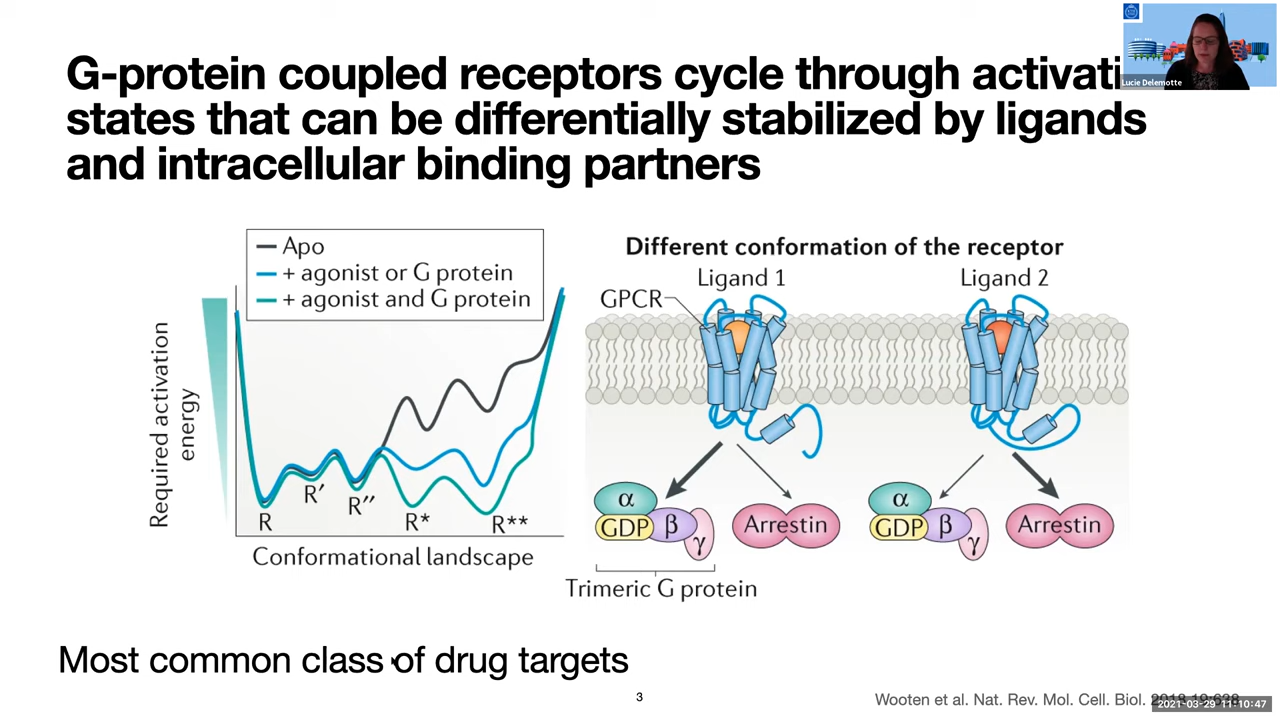 G-protein coupled receptors cycle through activati
states that can be differentially stabilized by ligands
and intracellular binding partners
Lucie Delemotte
Apo
+ agonist or G protein
+ agonist and G protein
Required activation
energy
R
R′
R′′
R*
R**
Conformational landscape
Different conformation of the receptor
Ligand 1
Ligand 2
GPCR
α
GDP
β
γ
Arrestin
α
GDP
β
γ
Arrestin
Trimeric G protein
Most common class of drug targets
3
Wooten et al. Nat. Rev. Mol. Cell. Biol.
2021-03-29 11:10:47